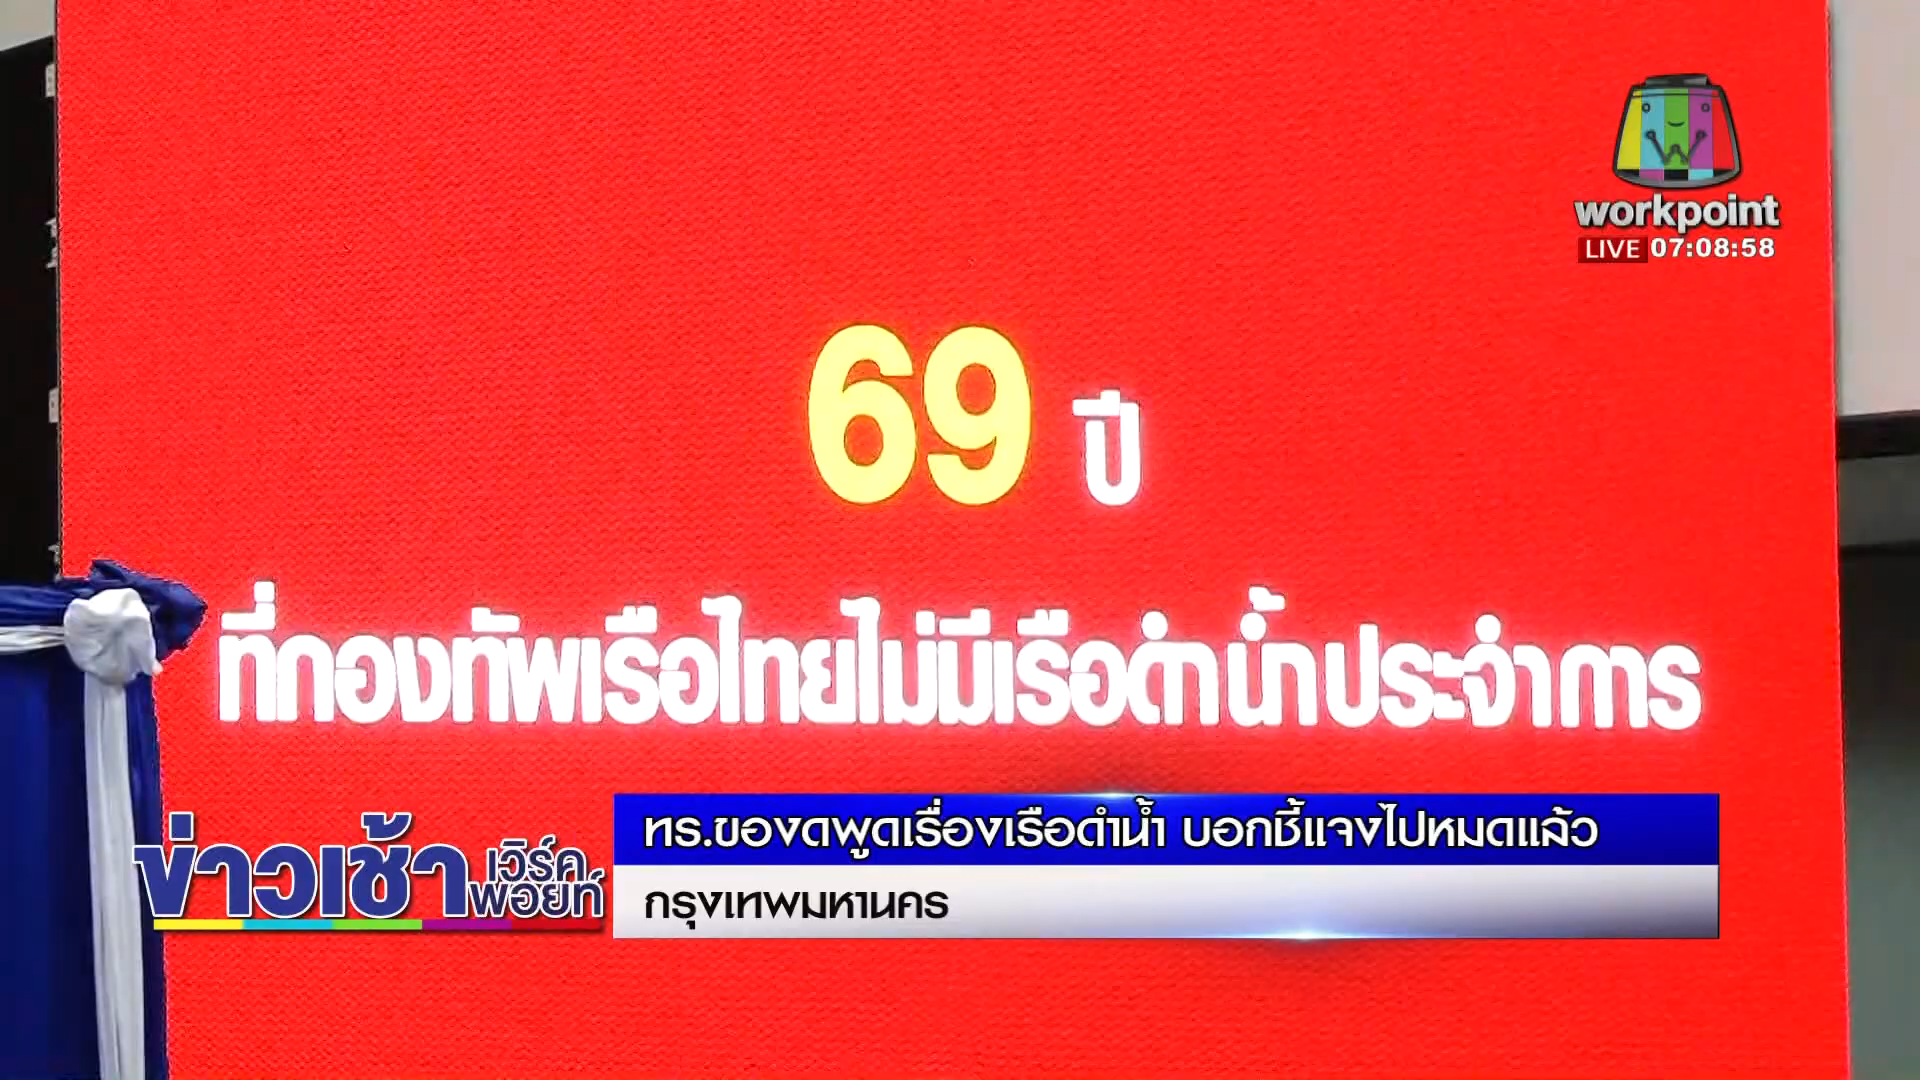 workpoint
LIVE 07:08:58
69 ปี
ที่กองทัพเรือไทยไม่มีเรือดำน้ำประจำการ
ข่าวเช้า เวิร์คพอยท์
ทร.ของดพูดเรื่องเรือดำน้ำ บอกชี้แจงไปหมดแล้ว
กรุงเทพมหานคร